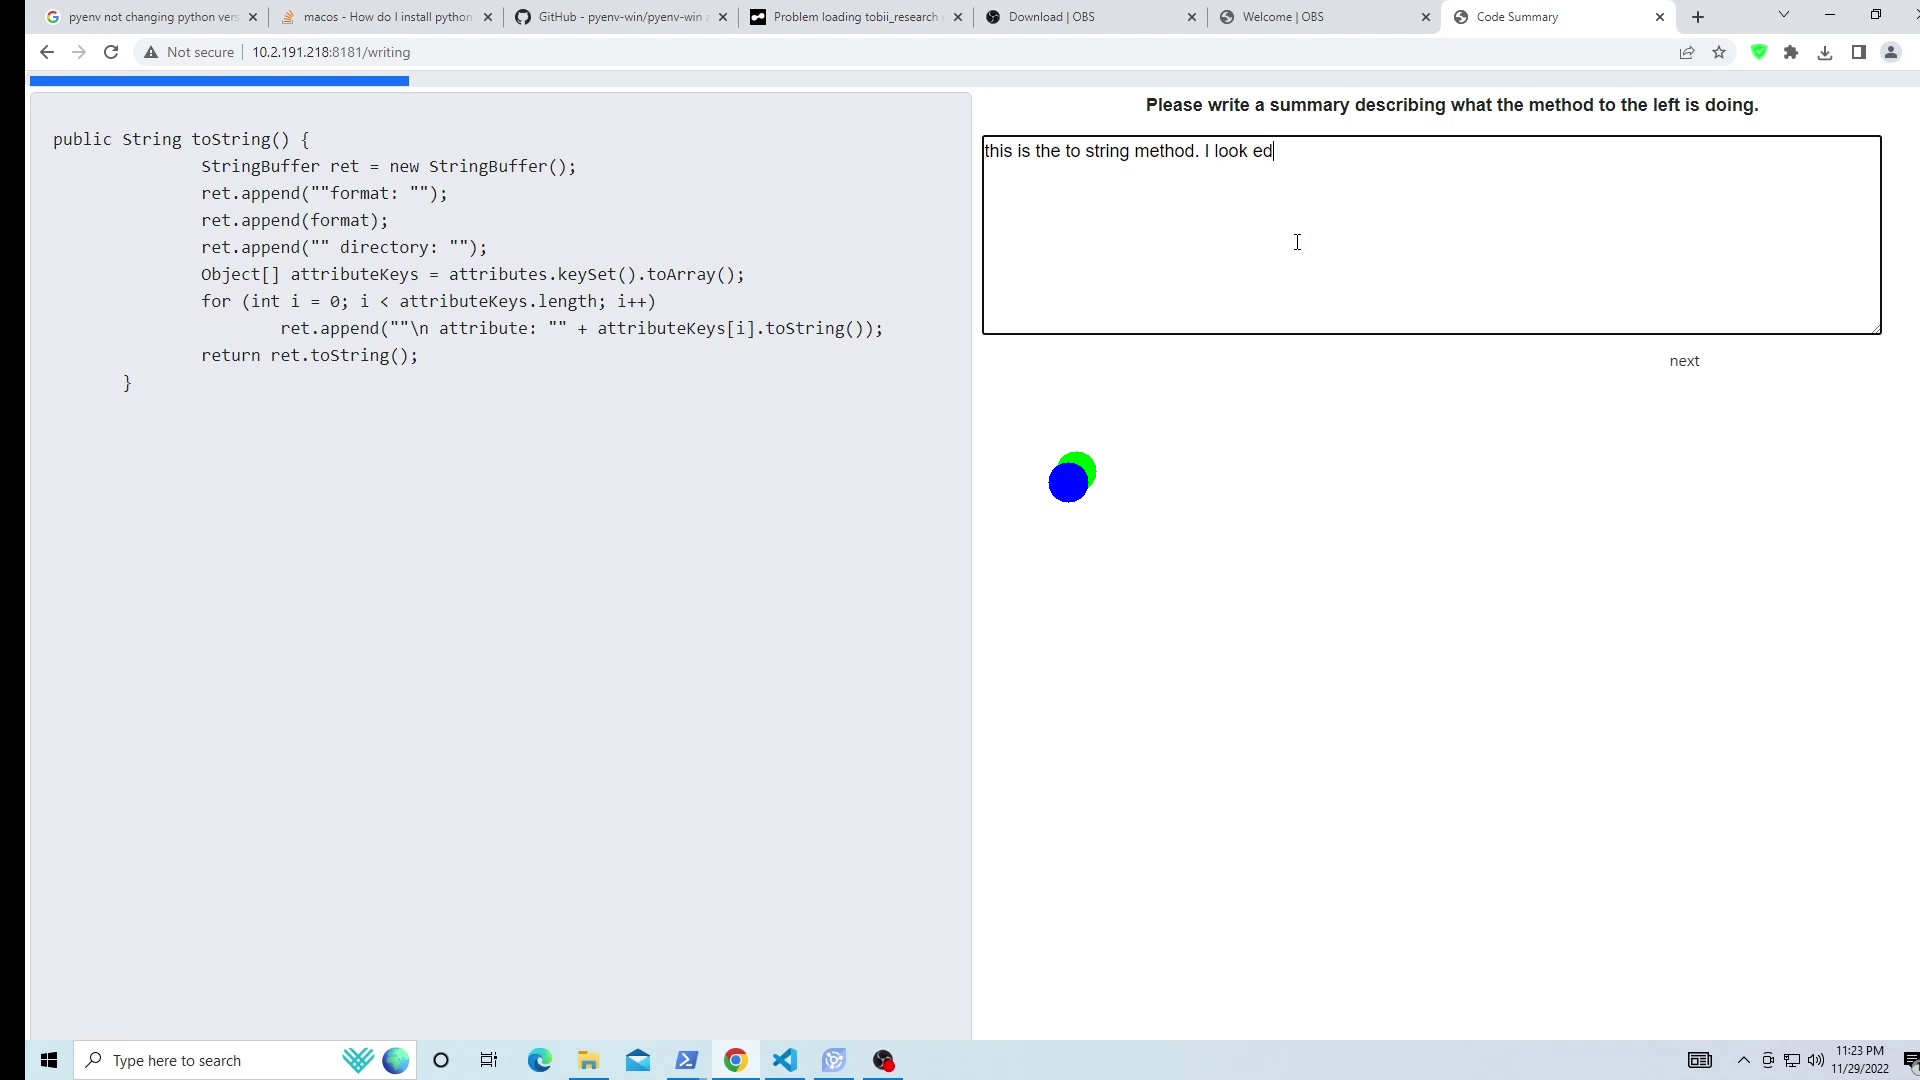 pyenv not changing python vers
macos - How do I install python
GitHub - pyenv-win/pyenv-win a
Problem loading tobii_research
Download | OBS
Welcome | OBS
Code Summary
Not secure
10.2.191.218:8181/writing
public String toString() {
StringBuffer ret = new StringBuffer();
ret.append(""format: "");
ret.append(format);
ret.append("" directory: "");
Object[] attributeKeys = attributes.keySet().toArray();
for (int i = 0; i < attributeKeys.length; i++)
ret.append(""\n attribute: "" + attributeKeys[i].toString());
return ret.toString();
}
Please write a summary describing what the method to the left is doing.
this is the to string method. I look ed
next
Type here to search
11:23 PM
11/29/2022